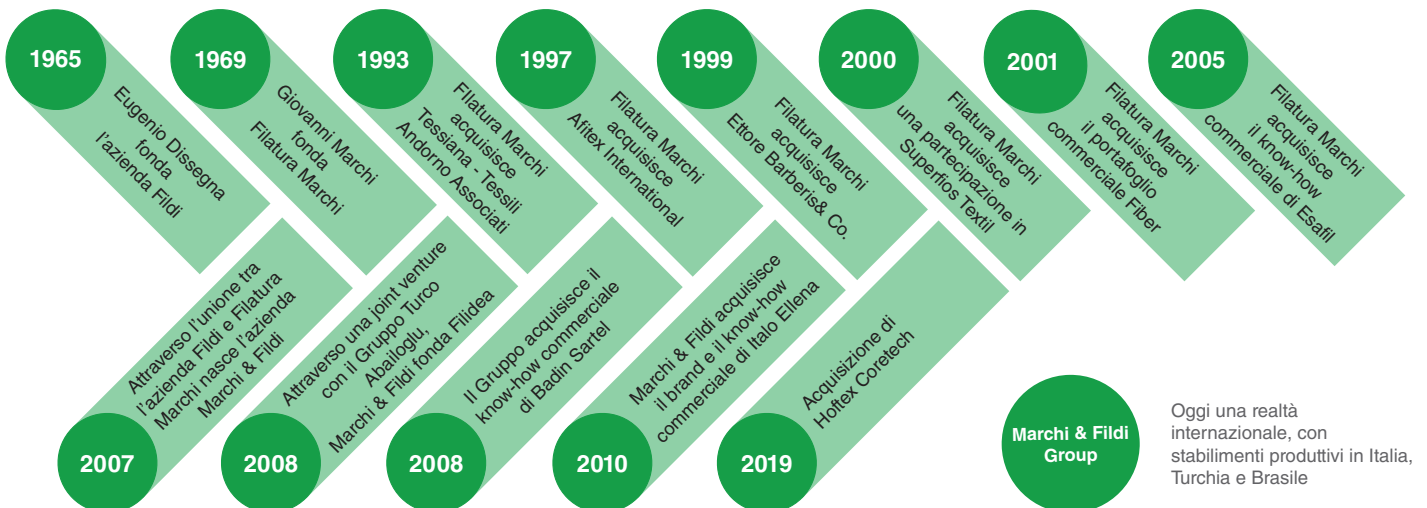 1965
Eugenio Dissegna
fonda
l'azienda Fildi
1969
Giovanni Marchi
fonda
Filatura Marchi
1993
FIlatura Marchi
acquisisce
Tessiana - Tessili
Andorno Associati
1997
Filatura Marchi
acquisisce
Afitex International
1999
Filatura Marchi
acquisisce
Ettore Barberis& Co.
2000
Filatura Marchi
acquisisce
una partecipazione in
Superfios Textil
2001
Filatura Marchi
acquisisce
il portafoglio
commerciale Fiber
2005
Filatura Marchi
acquisisce
il know-how
commerciale di Esafil
2007
Attraverso l'unione tra
l'azienda Fildi e Filatura
Marchi nasce l'azienda
Marchi & Fildi
2008
Attraverso una joint venture
con il Gruppo Turco
Abailoglu,
Marchi & Fildi fonda Filidea
2008
Il Gruppo acquisisce il
know-how commerciale
di Badin Sartel
2010
Marchi & Fildi acquisisce
il brand e il know-how
commerciale di Italo Ellena
2019
Acquisizione di
Hoftex Coretech
Marchi & Fildi
Group
Oggi una realtà
internazionale, con
stabilimenti produttivi in Italia,
Turchia e Brasile